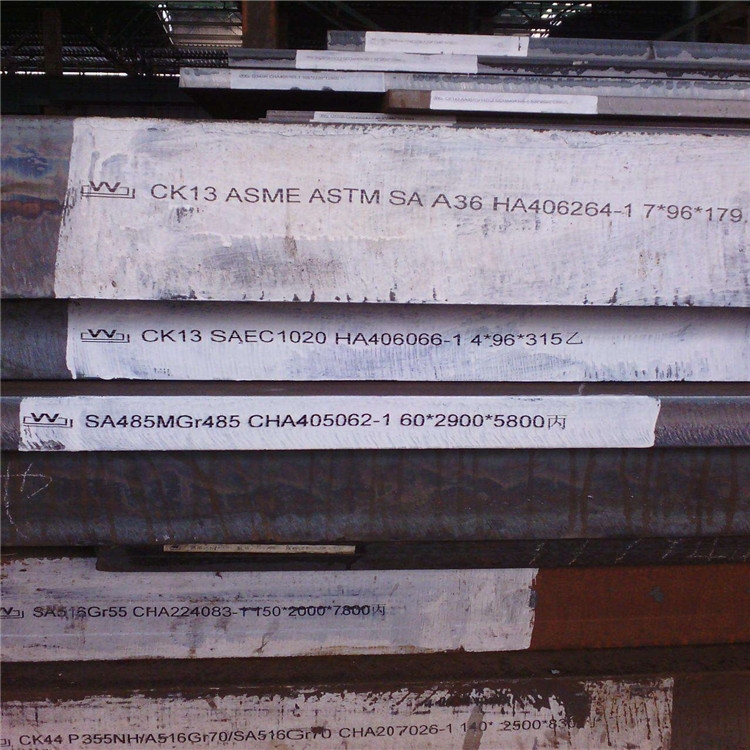 CK13 ASME ASTM SA A36 HA406264-1 7*96*179
CK13 SAEC1020 HA406066-1 4*96*315乙
SA485MGr485 CHA405062-1 60*2900*5800丙
SA516Gr55 CHA224083-1 150*2000*7800丙
CK44 P355NH/A516Gr70/SA516Gr70 CHA207026-1 140* 2500*83